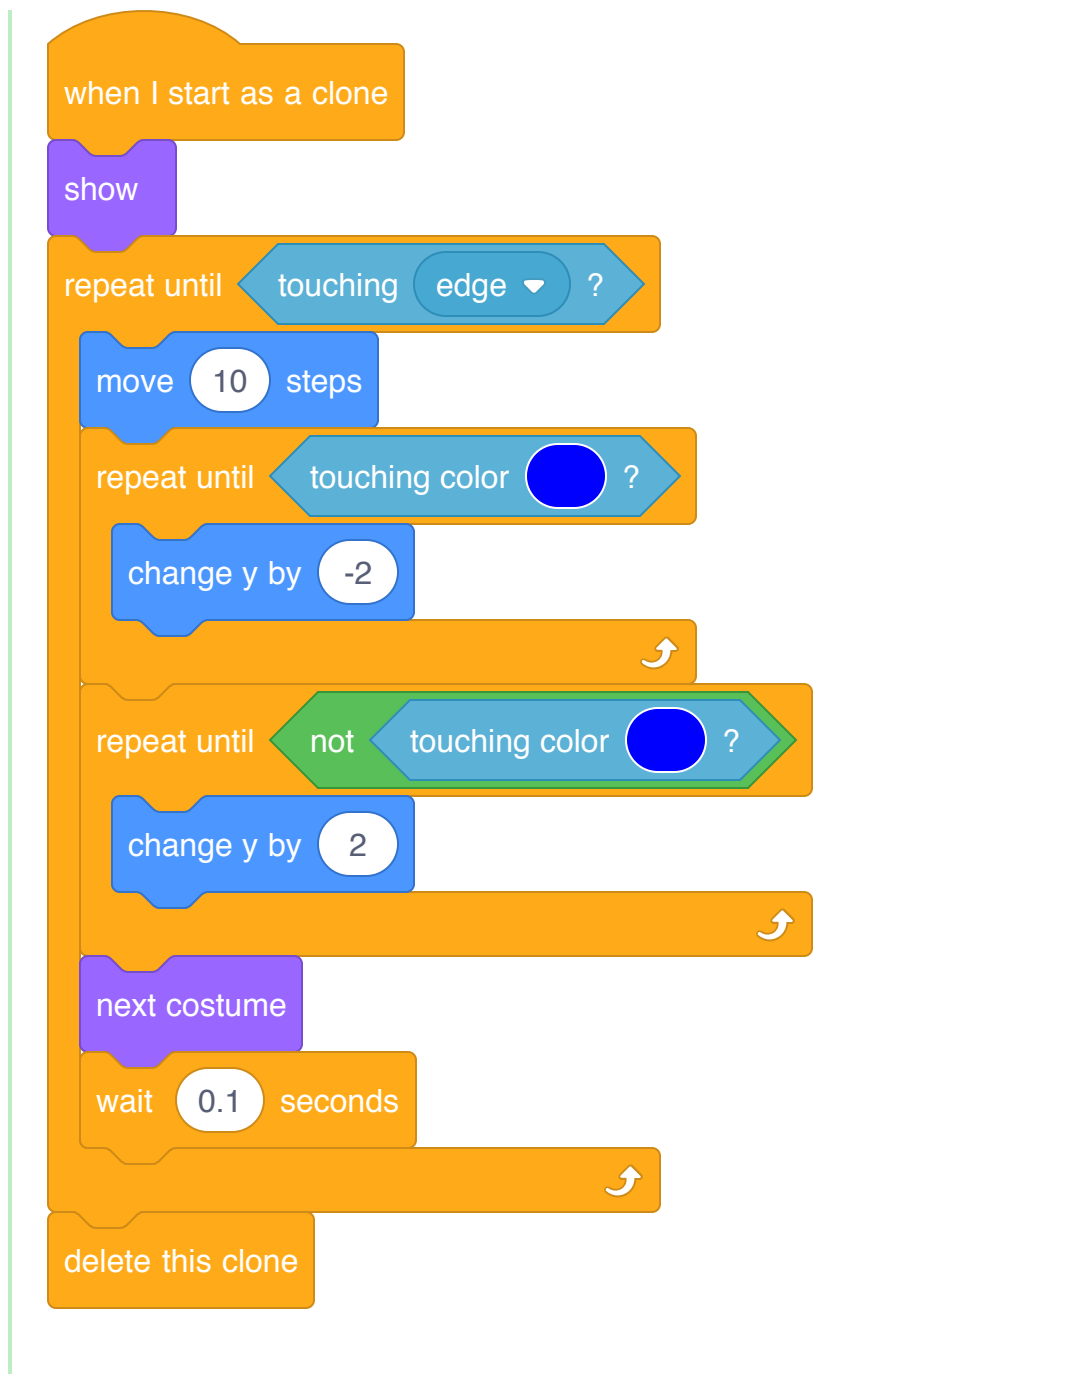 when I start as a clone
show
repeat until touching edge ?
move 10 steps
repeat until touching color ?
change y by -2
repeat until not touching color ?
change y by 2
next costume
wait 0.1 seconds
delete this clone